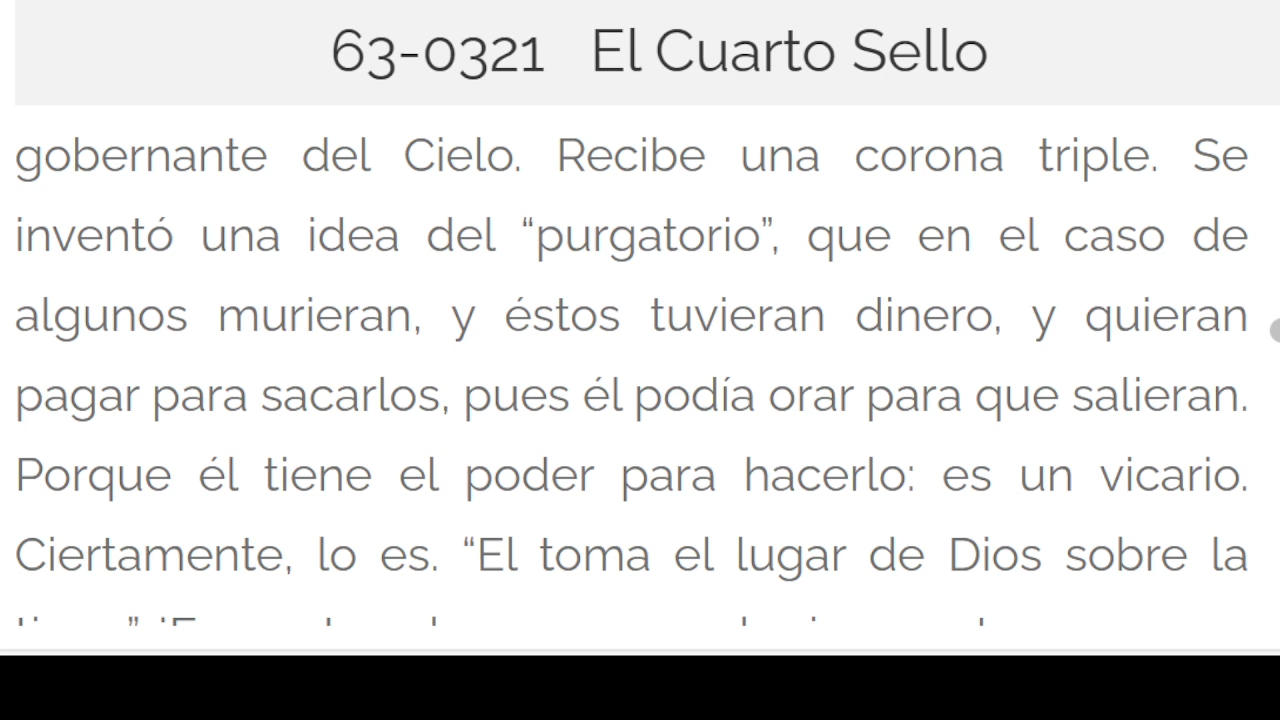 63-0321 El Cuarto Sello
gobernante del Cielo. Recibe una corona triple. Se
inventó una idea del “purgatorio”, que en el caso de
algunos murieran, y éstos tuvieran dinero, y quieran
pagar para sacarlos, pues él podía orar para que salieran.
Porque él tiene el poder para hacerlo: es un vicario.
Ciertamente, lo es. “El toma el lugar de Dios sobre la